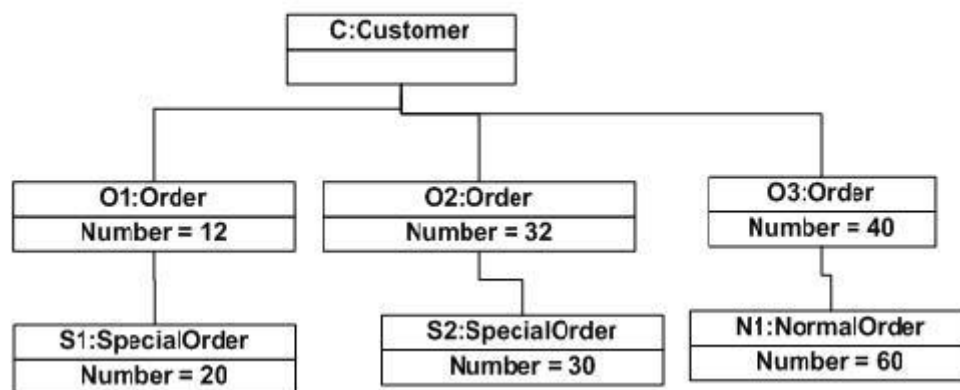 C:Customer
O1:Order
Number = 12
O2:Order
Number = 32
O3:Order
Number = 40
S1:SpecialOrder
Number = 20
S2:SpecialOrder
Number = 30
N1:NormalOrder
Number = 60